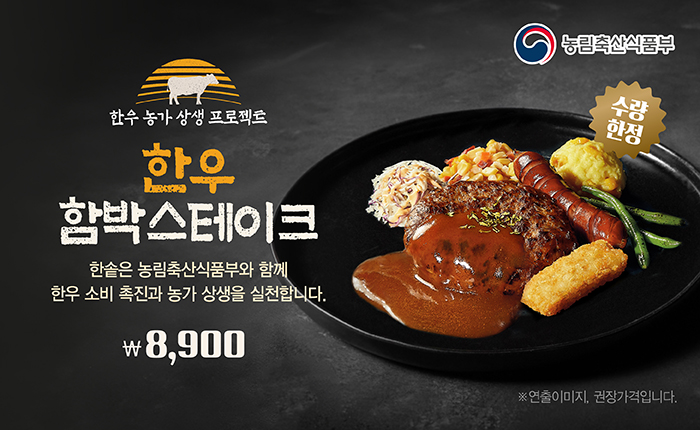 농림축산식품부
한우 농가 상생 프로젝트
수량
한정
한우
함박스테이크
한솥은 농림축산식품부와 함께
한우 소비 촉진과 농가 상생을 실천합니다.
₩8,900
※연출이미지, 권장가격입니다.